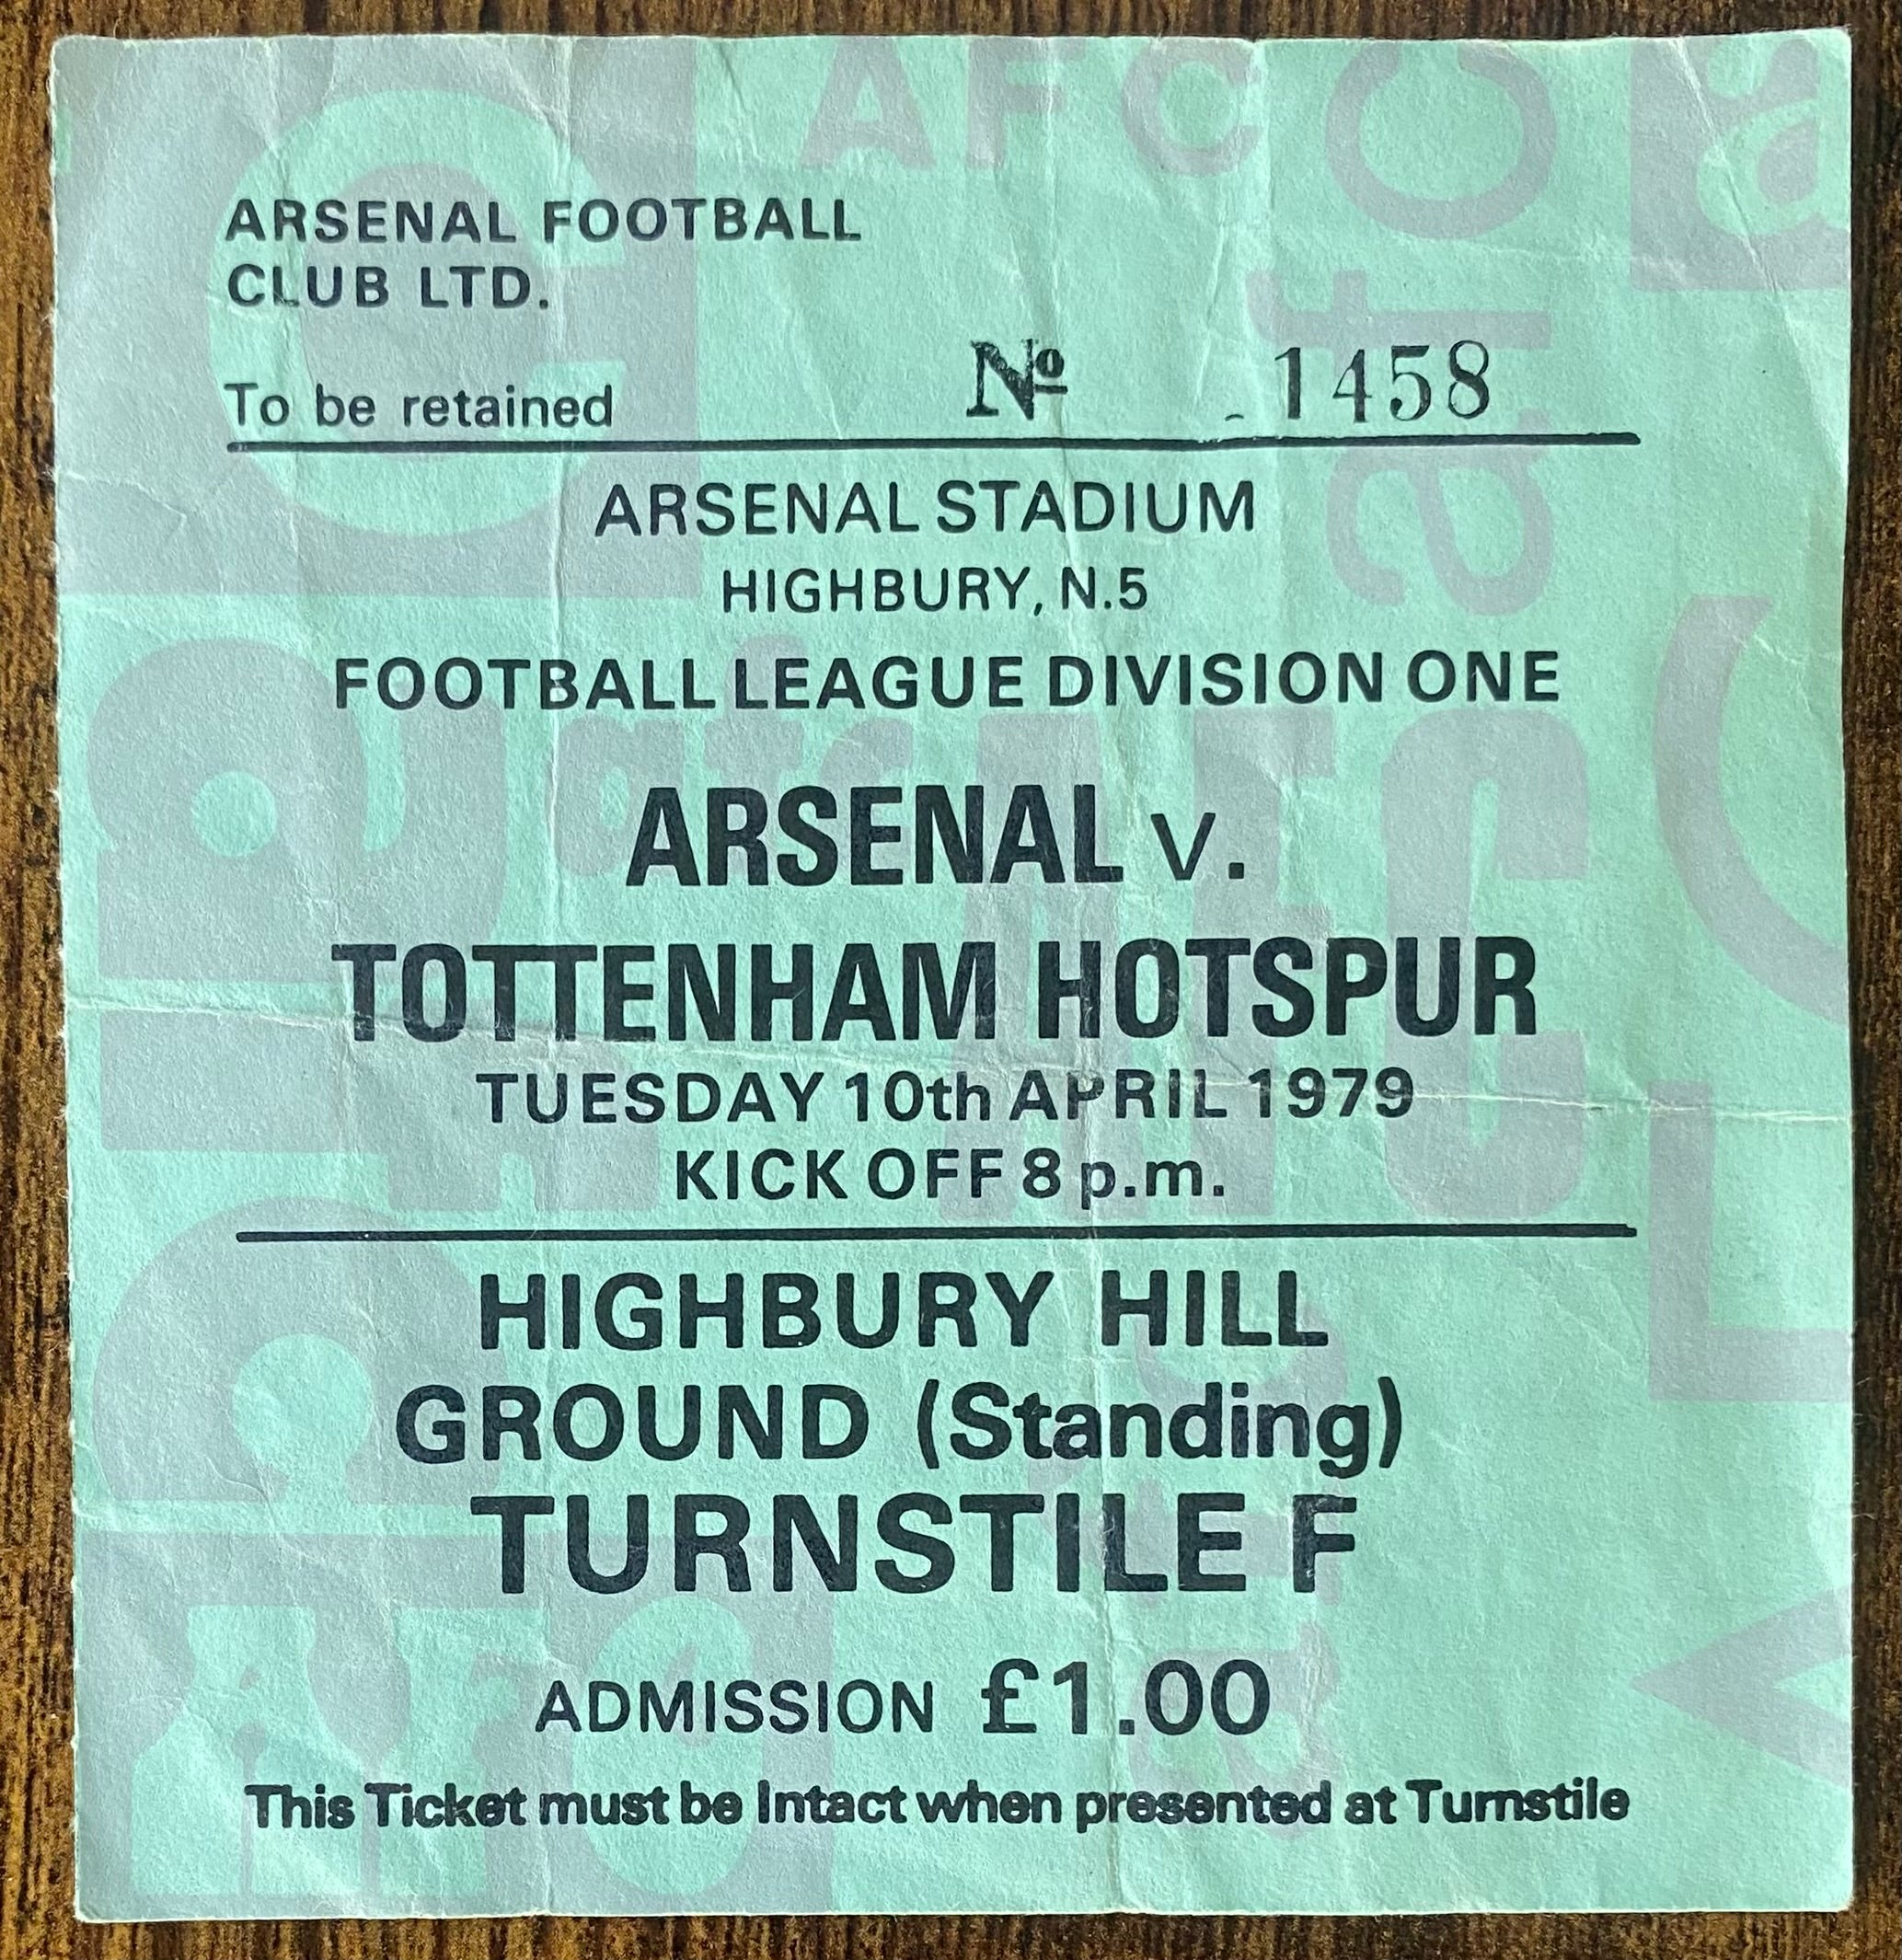 AFC
ARSENAL FOOTBALL
CLUB LTD.
To be retained
Nº 1458
ARSENAL STADIUM
HIGHBURY, N.5
FOOTBALL LEAGUE DIVISION ONE
ARSENAL v.
TOTTENHAM HOTSPUR
TUESDAY 10th APRIL 1979
KICK OFF 8 p.m.
HIGHBURY HILL
GROUND (Standing)
TURNSTILE F
ADMISSION £1.00
This Ticket must be Intact when presented at Turnstile